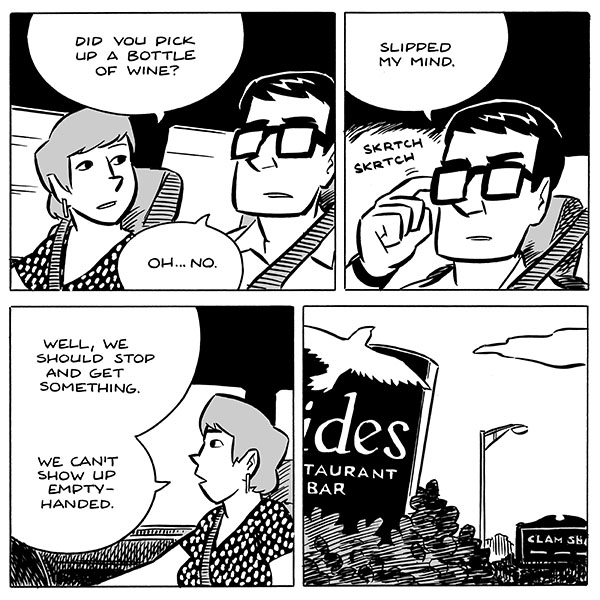 DID YOU PICK
UP A BOTTLE
OF WINE?
OH... NO.
SLIPPED
MY MIND.
SKRTCH
SKRTCH
WELL, WE
SHOULD STOP
AND GET
SOMETHING.
WE CAN'T
SHOW UP
EMPTY-
HANDED.
ides
TAURANT
BAR
CLAM SHA